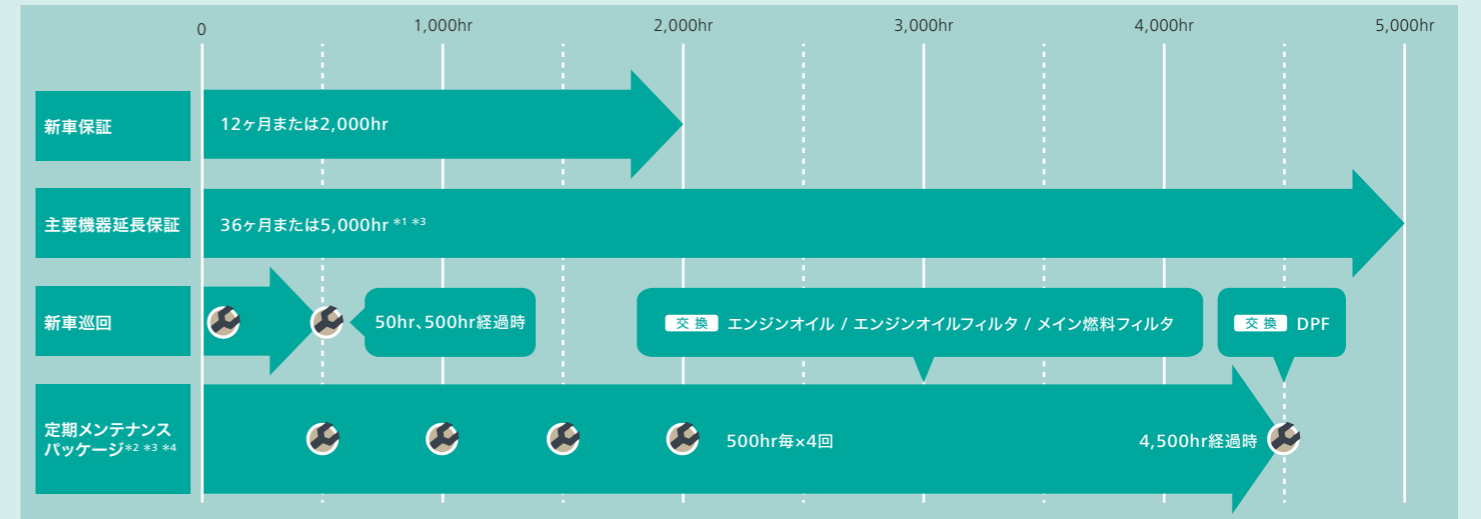 0
1,000hr
2,000hr
3,000hr
4,000hr
5,000hr
新車保証
12ヶ月または2,000hr
主要機器延長保証
36ヶ月または5,000hr *1 *3
新車巡回
50hr、500hr経過時
交換 エンジンオイル / エンジンオイルフィルタ / メイン燃料フィルタ
交換 DPF
定期メンテナンス
パッケージ*2 *3 *4
500hr毎×4回
4,500hr経過時